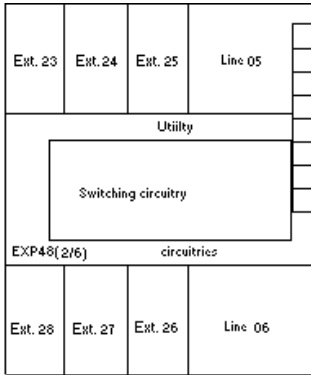 Ext. 23 Ext. 24 Ext. 25 Line 05
Utiilty
Switching circuitry
EXP48(2/6) circuitries
Ext. 28 Ext. 27 Ext. 26 Line 06